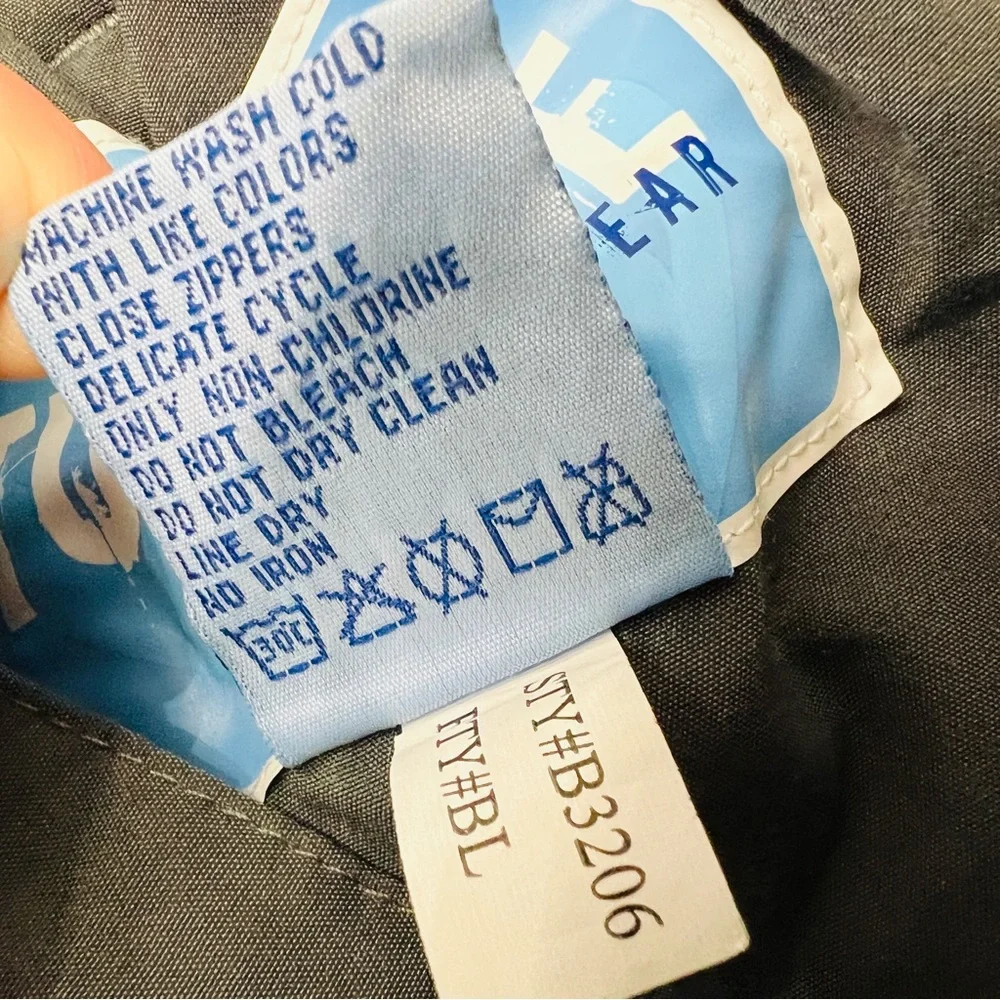 MACHINE WASH COLD
WITH LIKE COLORS
CLOSE ZIPPERS
DELICATE CYCLE
ONLY NON-CHLORINE
DO NOT BLEACH
DO NOT DRY CLEAN
LINE DRY
NO IRON
30C
EAR
STY#B3206
FTY#BL